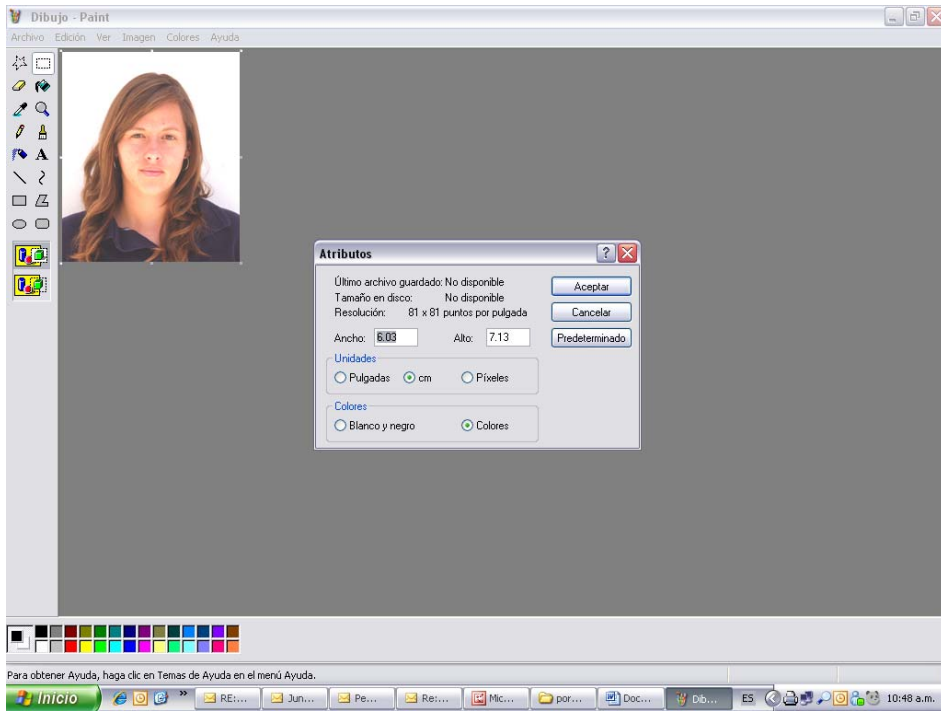 Dibujo - Paint
Archivo Edición Ver Imagen Colores Ayuda
A
Atributos
Último archivo guardado: No disponible
Tamaño en disco: No disponible
Resolución: 81 x 81 puntos por pulgada
Ancho: 6.03 Alto: 7.13
Unidades
Pulgadas cm Píxeles
Colores
Blanco y negro Colores
Aceptar
Cancelar
Predeterminado
Para obtener Ayuda, haga clic en Temas de Ayuda en el menú Ayuda.
Inicio » RE:... Jun... Pe... Re:... Mic... por... Doc... Dib... ES 10:48 a.m.